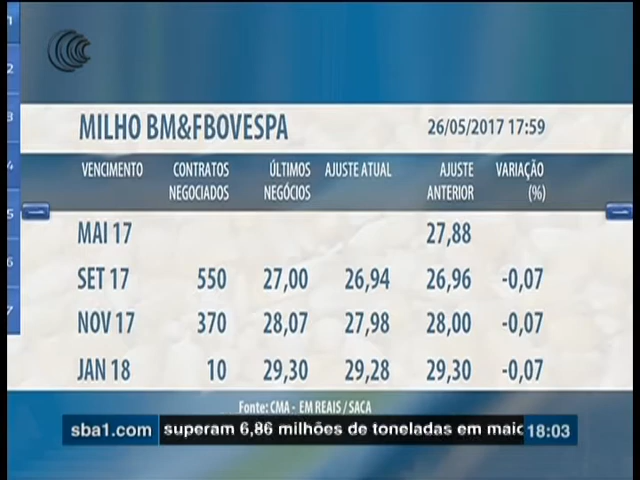 MILHO BM&FBOVESPA 26/05/2017 17:59
VENCIMENTO CONTRATOS NEGOCIADOS ÚLTIMOS NEGÓCIOS AJUSTE ATUAL AJUSTE ANTERIOR VARIAÇÃO (%)
MAI 17 27,88
SET 17 550 27,00 26,94 26,96 -0,07
NOV 17 370 28,07 27,98 28,00 -0,07
JAN 18 10 29,30 29,28 29,30 -0,07
Fonte: CMA - EM REAIS / SACA
sba1.com superam 6,86 milhões de toneladas em maio 18:03